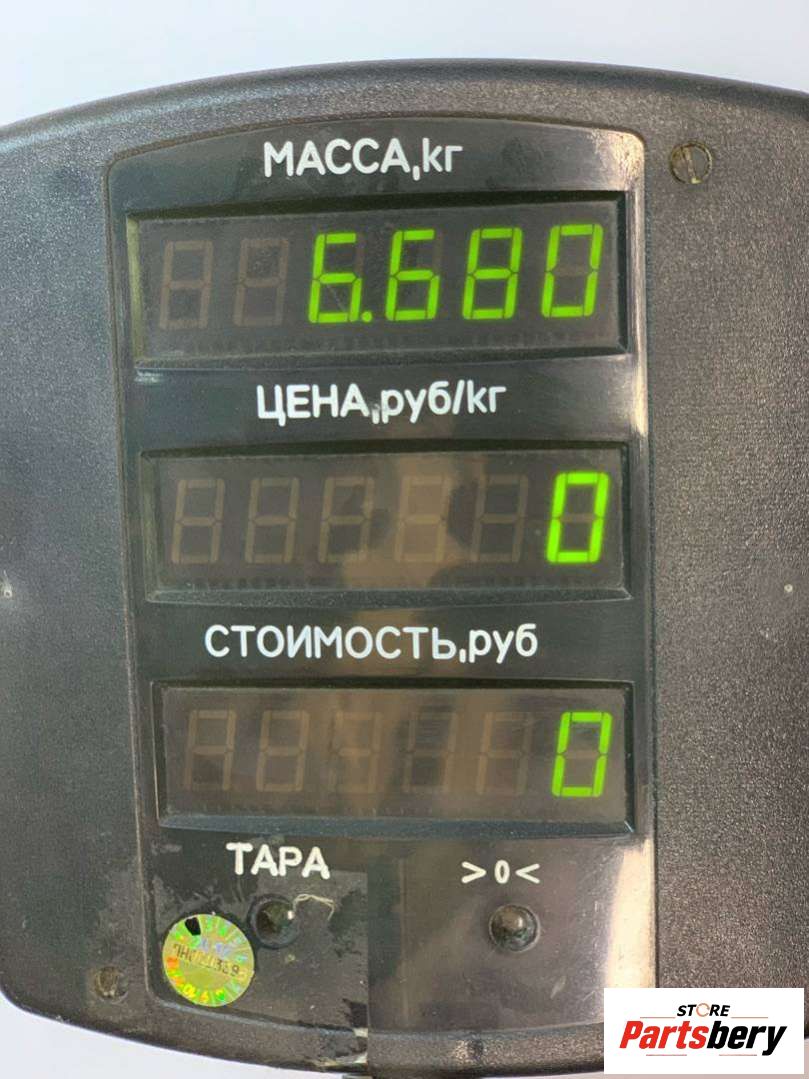 МАССА,кг
6.680
ЦЕНА,руб/кг
0
СТОИМОСТЬ,руб
0
ТАРА >0<
STORE
Partsbery